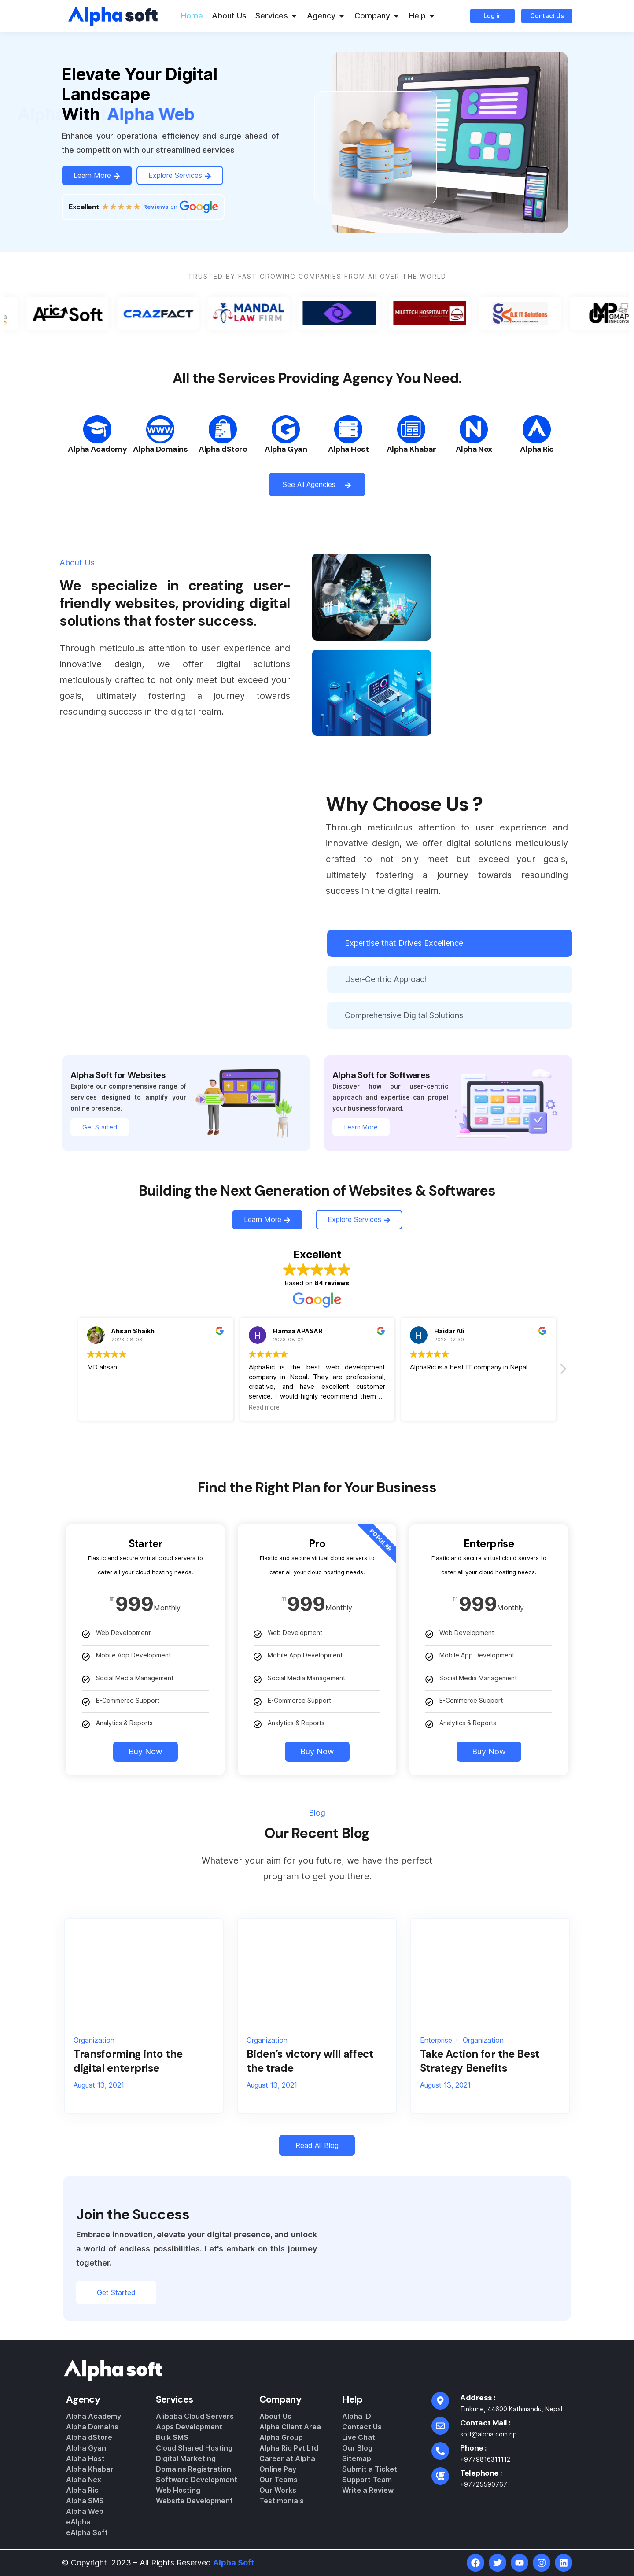 Alpha soft
Home About Us Services Agency Company Help
Log in Contact Us
Elevate Your Digital
Landscape
With Alpha Web
Enhance your operational efficiency and surge ahead of
the competition with our streamlined services
Learn More Explore Services
Excellent Reviews on Google
TRUSTED BY FAST GROWING COMPANIES FROM All OVER THE WORLD
AricSoft
CRAZFACT
MANDAL
LAW FIRM
MILETECH HOSPITALITY
S.K IT Solutions
GMAP
INFOSYS
All the Services Providing Agency You Need.
WWW
Alpha Academy Alpha Domains Alpha dStore Alpha Gyan Alpha Host Alpha Khabar Alpha Nex Alpha Ric
See All Agencies
About Us
We specialize in creating user-
friendly websites, providing digital
solutions that foster success.
Through meticulous attention to user experience and
innovative design, we offer digital solutions
meticulously crafted to not only meet but exceed your
goals, ultimately fostering a journey towards
resounding success in the digital realm.
Why Choose Us ?
Through meticulous attention to user experience and
innovative design, we offer digital solutions meticulously
crafted to not only meet but exceed your goals,
ultimately fostering a journey towards resounding
success in the digital realm.
Expertise that Drives Excellence
User-Centric Approach
Comprehensive Digital Solutions
Alpha Soft for Websites
Explore our comprehensive range of
services designed to amplify your
online presence.
Get Started
Alpha Soft for Softwares
Discover how our user-centric
approach and expertise can propel
your business forward.
Learn More
Building the Next Generation of Websites & Softwares
Learn More Explore Services
Excellent
Based on 84 reviews
Google
Ahsan Shaikh
2023-08-03
MD ahsan
H
Hamza APASAR
2023-08-02
AlphaRic is the best web development
company in Nepal. They are professional,
creative, and have excellent customer
service. I would highly recommend them ...
Read more
H
Haidar Ali
2023-07-30
AlphaRic is a best IT company in Nepal.
Find the Right Plan for Your Business
Starter
Elastic and secure virtual cloud servers to
cater all your cloud hosting needs.
999 Monthly
Web Development
Mobile App Development
Social Media Management
E-Commerce Support
Analytics & Reports
Buy Now
POPULAR
Pro
Elastic and secure virtual cloud servers to
cater all your cloud hosting needs.
999 Monthly
Web Development
Mobile App Development
Social Media Management
E-Commerce Support
Analytics & Reports
Buy Now
Enterprise
Elastic and secure virtual cloud servers to
cater all your cloud hosting needs.
999 Monthly
Web Development
Mobile App Development
Social Media Management
E-Commerce Support
Analytics & Reports
Buy Now
Blog
Our Recent Blog
Whatever your aim for you future, we have the perfect
program to get you there.
Organization
Transforming into the
digital enterprise
August 13, 2021
Organization
Biden's victory will affect
the trade
August 13, 2021
Enterprise Organization
Take Action for the Best
Strategy Benefits
August 13, 2021
Read All Blog
Join the Success
Embrace innovation, elevate your digital presence, and unlock
a world of endless possibilities. Let's embark on this journey
together.
Get Started
Alpha soft
Agency
Alpha Academy
Alpha Domains
Alpha dStore
Alpha Gyan
Alpha Host
Alpha Khabar
Alpha Nex
Alpha Ric
Alpha SMS
Alpha Web
eAlpha
eAlpha Soft
Services
Alibaba Cloud Servers
Apps Development
Bulk SMS
Cloud Shared Hosting
Digital Marketing
Domains Registration
Software Development
Web Hosting
Website Development
Company
About Us
Alpha Client Area
Alpha Group
Alpha Ric Pvt Ltd
Career at Alpha
Online Pay
Our Teams
Our Works
Testimonials
Help
Alpha ID
Contact Us
Live Chat
Our Blog
Sitemap
Submit a Ticket
Support Team
Write a Review
Address :
Tinkune, 44600 Kathmandu, Nepal
Contact Mail :
soft@alpha.com.np
Phone :
+9779816311112
Telephone :
+97725590767
© Copyright 2023 – All Rights Reserved Alpha Soft